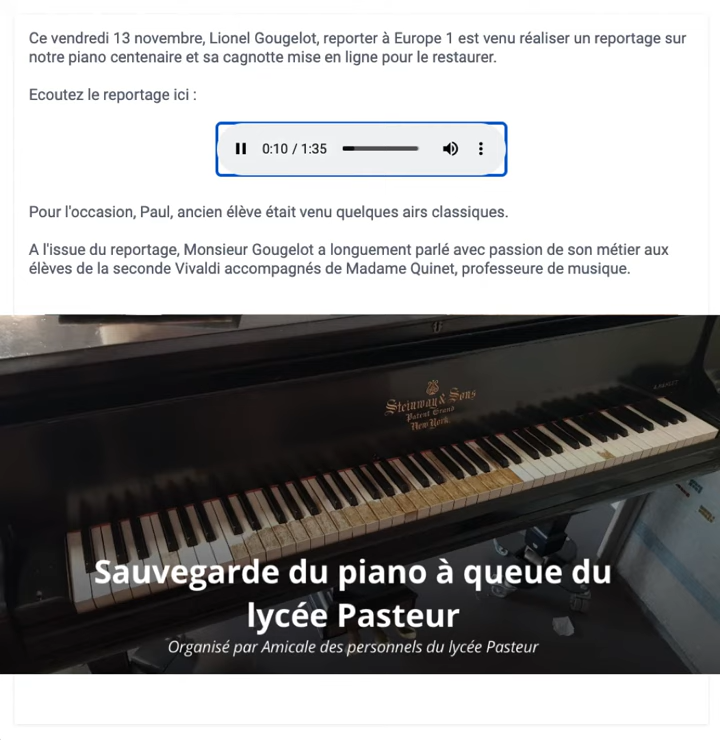 Ce vendredi 13 novembre, Lionel Gougelot, reporter à Europe 1 est venu réaliser un reportage sur
notre piano centenaire et sa cagnotte mise en ligne pour le restaurer.
Ecoutez le reportage ici :
0:10 / 1:35
Pour l'occasion, Paul, ancien élève était venu quelques airs classiques.
A l'issue du reportage, Monsieur Gougelot a longuement parlé avec passion de son métier aux
élèves de la seconde Vivaldi accompagnés de Madame Quinet, professeure de musique.
Steinway & Sons
Patent Grand
New York
Sauvegarde du piano à queue du
lycée Pasteur
Organisé par Amicale des personnels du lycée Pasteur